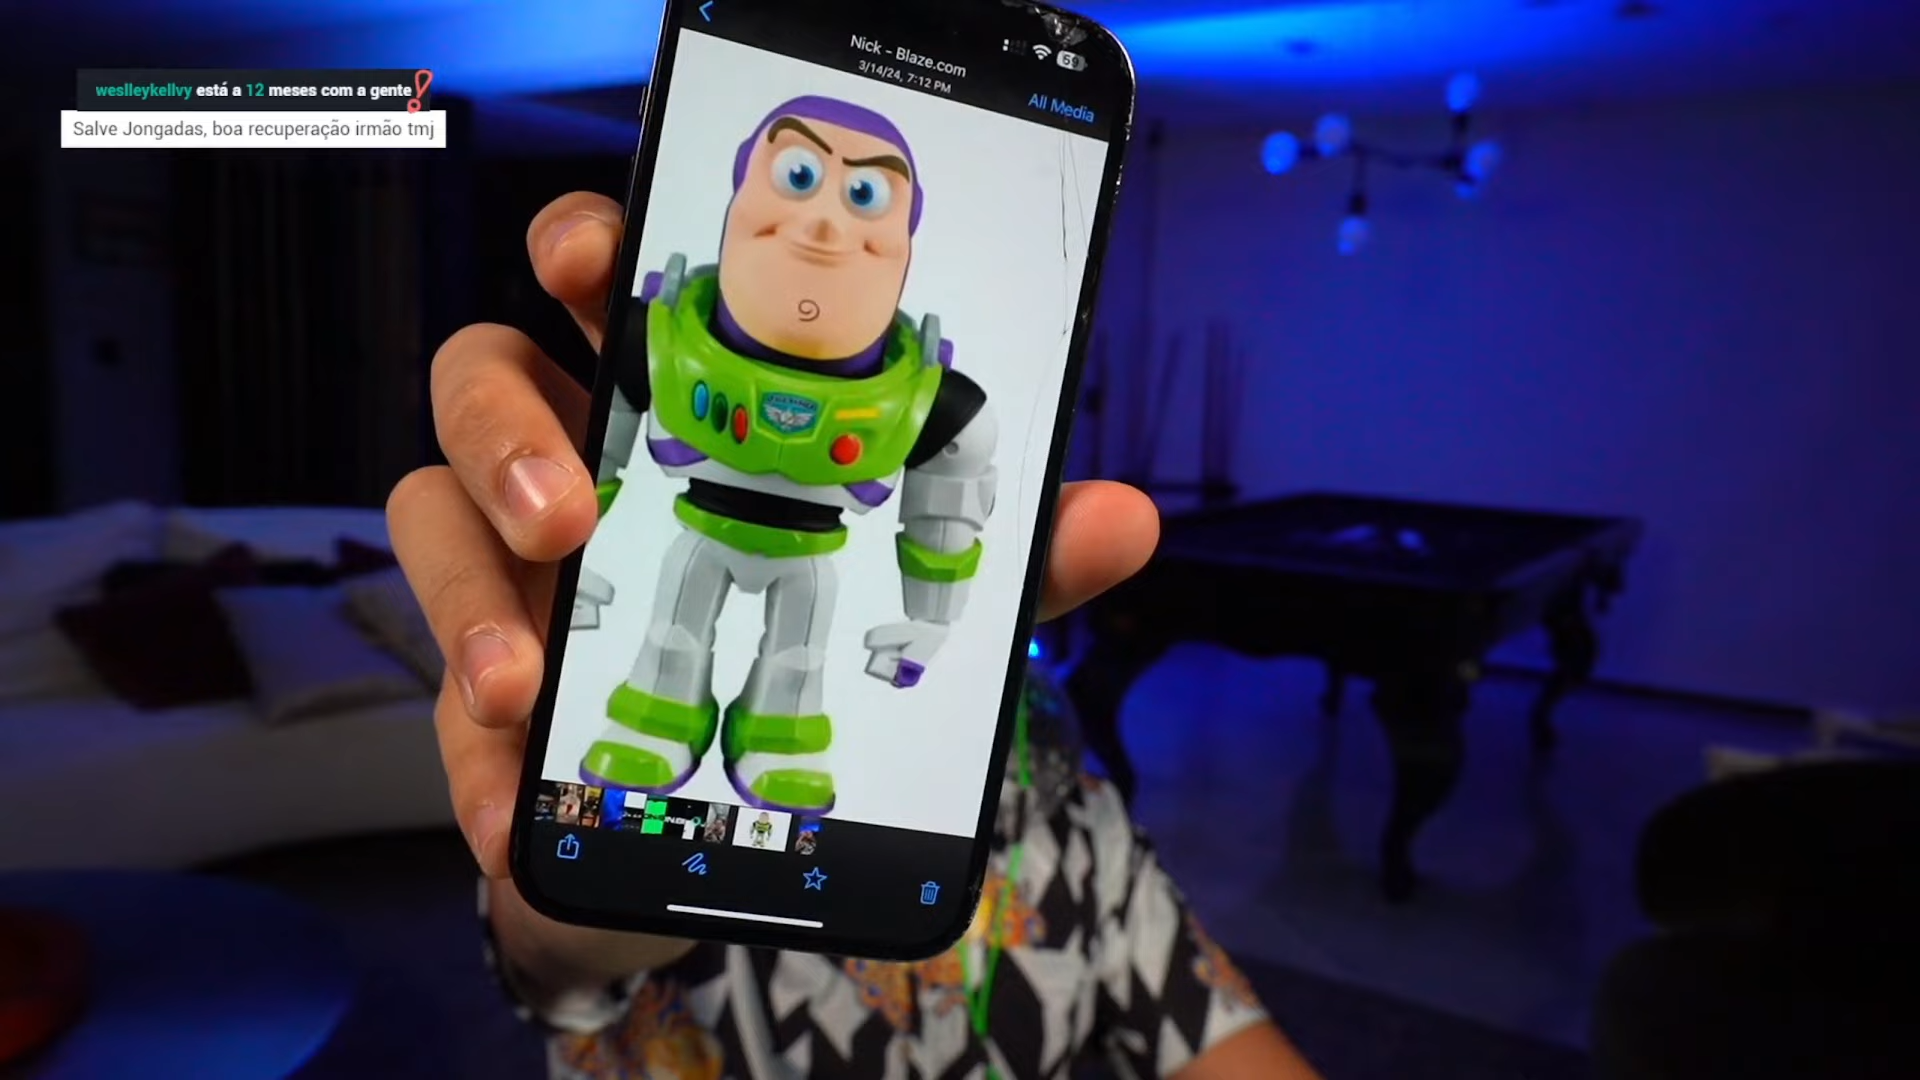 weslleykellvy está a 12 meses com a gente
Salve Jongadas, boa recuperação irmão tmj
Nick - Blaze.com
3/14/24, 7:12 PM
59
All Media